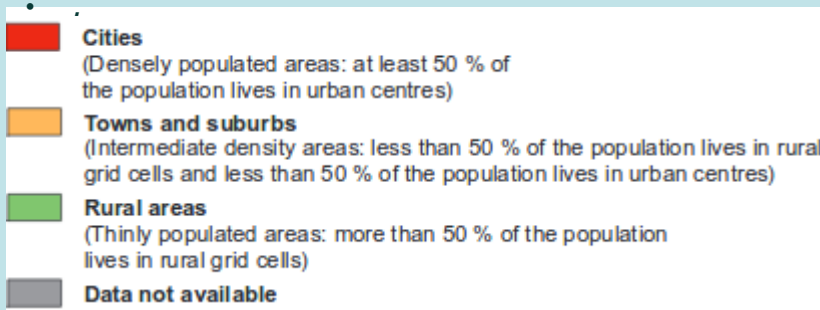 Cities
(Densely populated areas: at least 50 % of
the population lives in urban centres)
Towns and suburbs
(Intermediate density areas: less than 50 % of the population lives in rural
grid cells and less than 50 % of the population lives in urban centres)
Rural areas
(Thinly populated areas: more than 50 % of the population
lives in rural grid cells)
Data not available